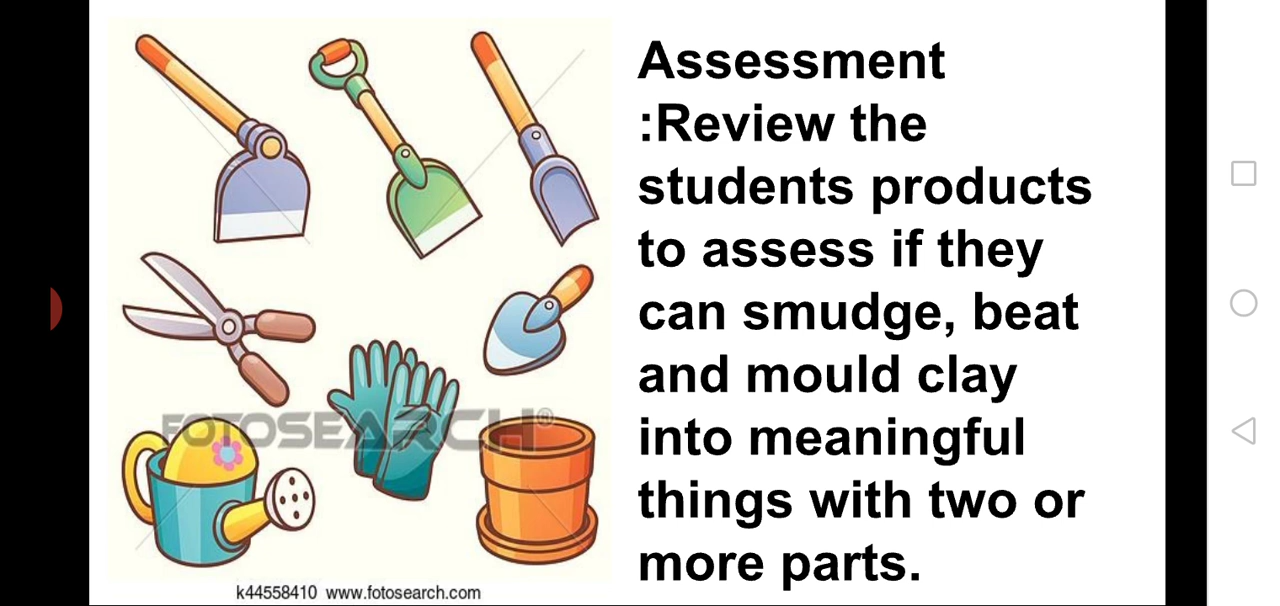 Assessment
:Review the
students products
to assess if they
can smudge, beat
and mould clay
into meaningful
things with two or
more parts.
FOTOSEARCH®
k44558410 www.fotosearch.com